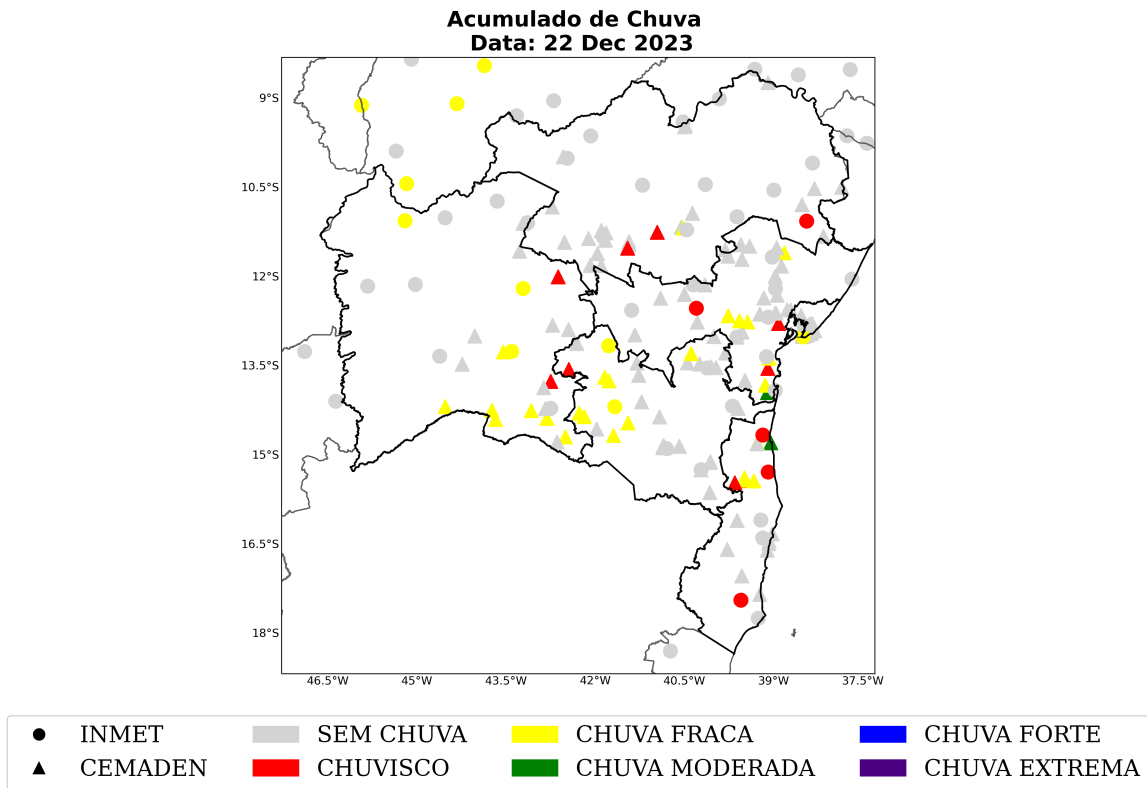 Acumulado de Chuva
Data: 22 Dec 2023
9°S
10.5°S
12°S
13.5°S
15°S
16.5°S
18°S
46.5°W 45°W 43.5°W 42°W 40.5°W 39°W 37.5°W
INMET SEM CHUVA CHUVA FRACA CHUVA FORTE
CEMADEN CHUVISCO CHUVA MODERADA CHUVA EXTREMA